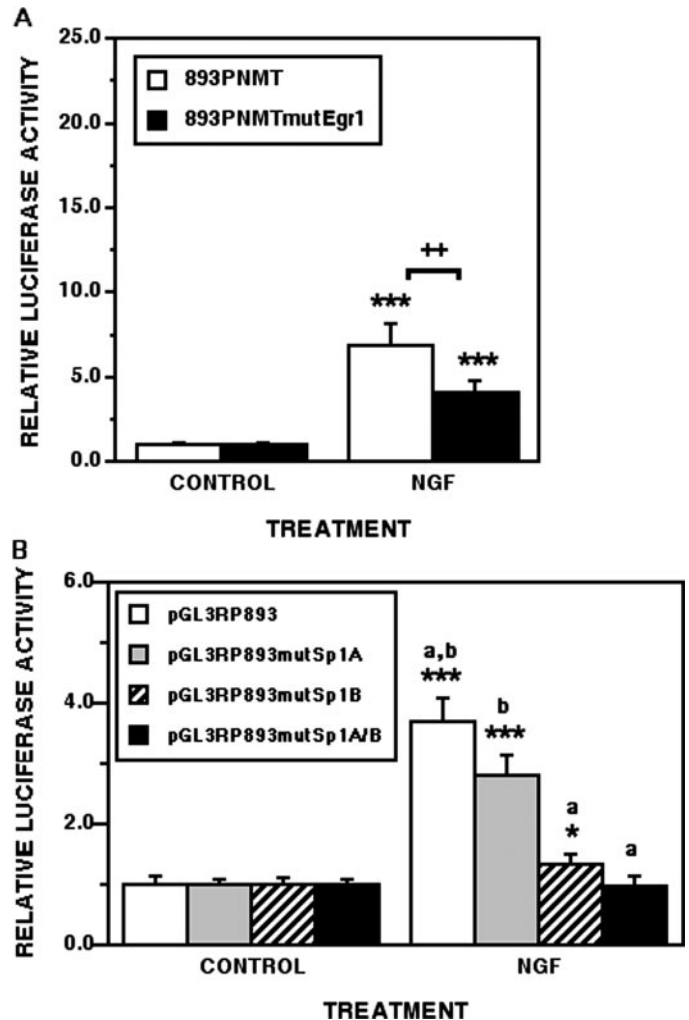 A
25.0
20.0
15.0
10.0
5.0
0.0
RELATIVE LUCIFERASE ACTIVITY
893PNMT
893PNMTmutEgr1
++
***
***
CONTROL NGF
TREATMENT
B
6.0
4.0
2.0
0.0
RELATIVE LUCIFERASE ACTIVITY
pGL3RP893
pGL3RP893mutSp1A
pGL3RP893mutSp1B
pGL3RP893mutSp1A/B
a,b
***
b
***
a
*
a
CONTROL NGF
TREATMENT